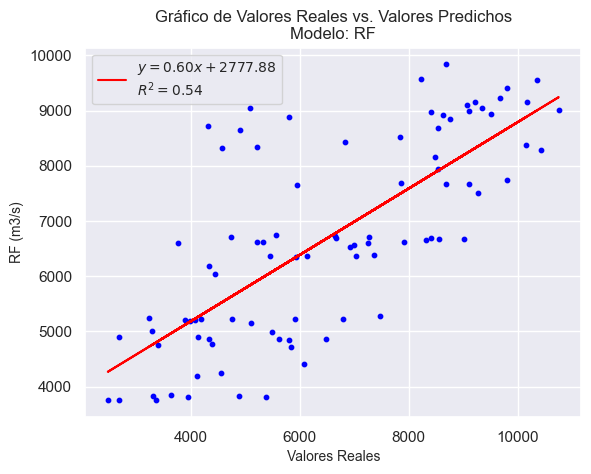 Gráfico de Valores Reales vs. Valores Predichos
Modelo: RF
y = 0.60x + 2777.88
R² = 0.54
10000
9000
8000
7000
6000
5000
4000
RF (m3/s)
4000 6000 8000 10000
Valores Reales